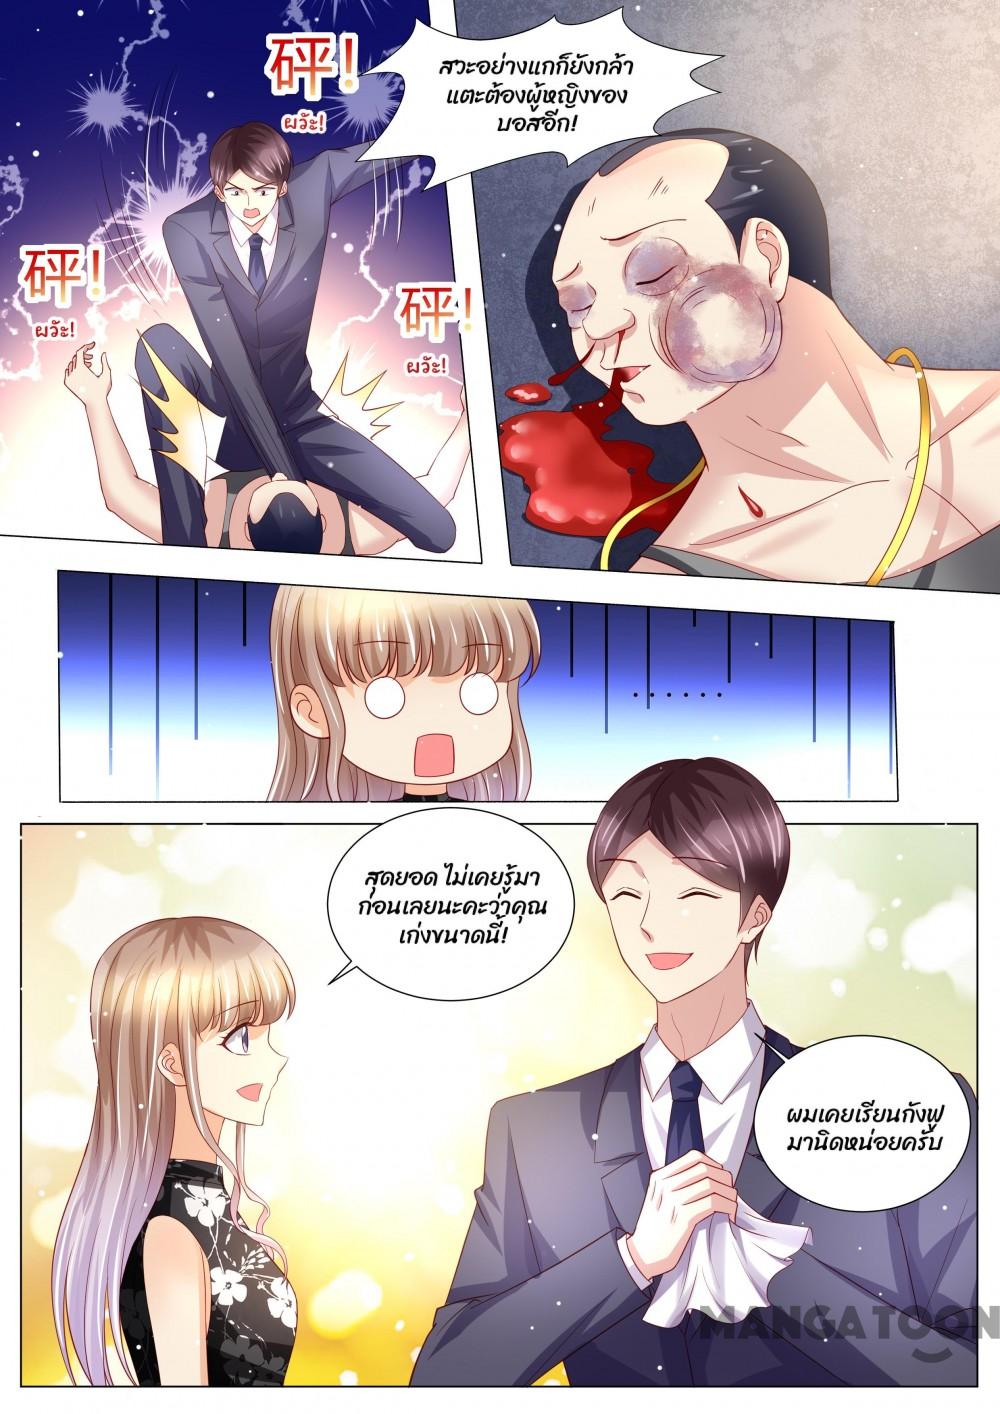 砰!
ผวัะ!
สวะอย่างแกก็ยังกล้า
แตะต้องผู้หญิงของ
บอสอีก!
砰!
ผวัะ!
砰!
ผวัะ!
......
สุดยอด ไม่เคยรู้มา
ก่อนเลยนะคะว่าคุณ
เก่งขนาดนี้!
ผมเคยเรียนกังฟู
มานิดหน่อยครับ
MANGATOON